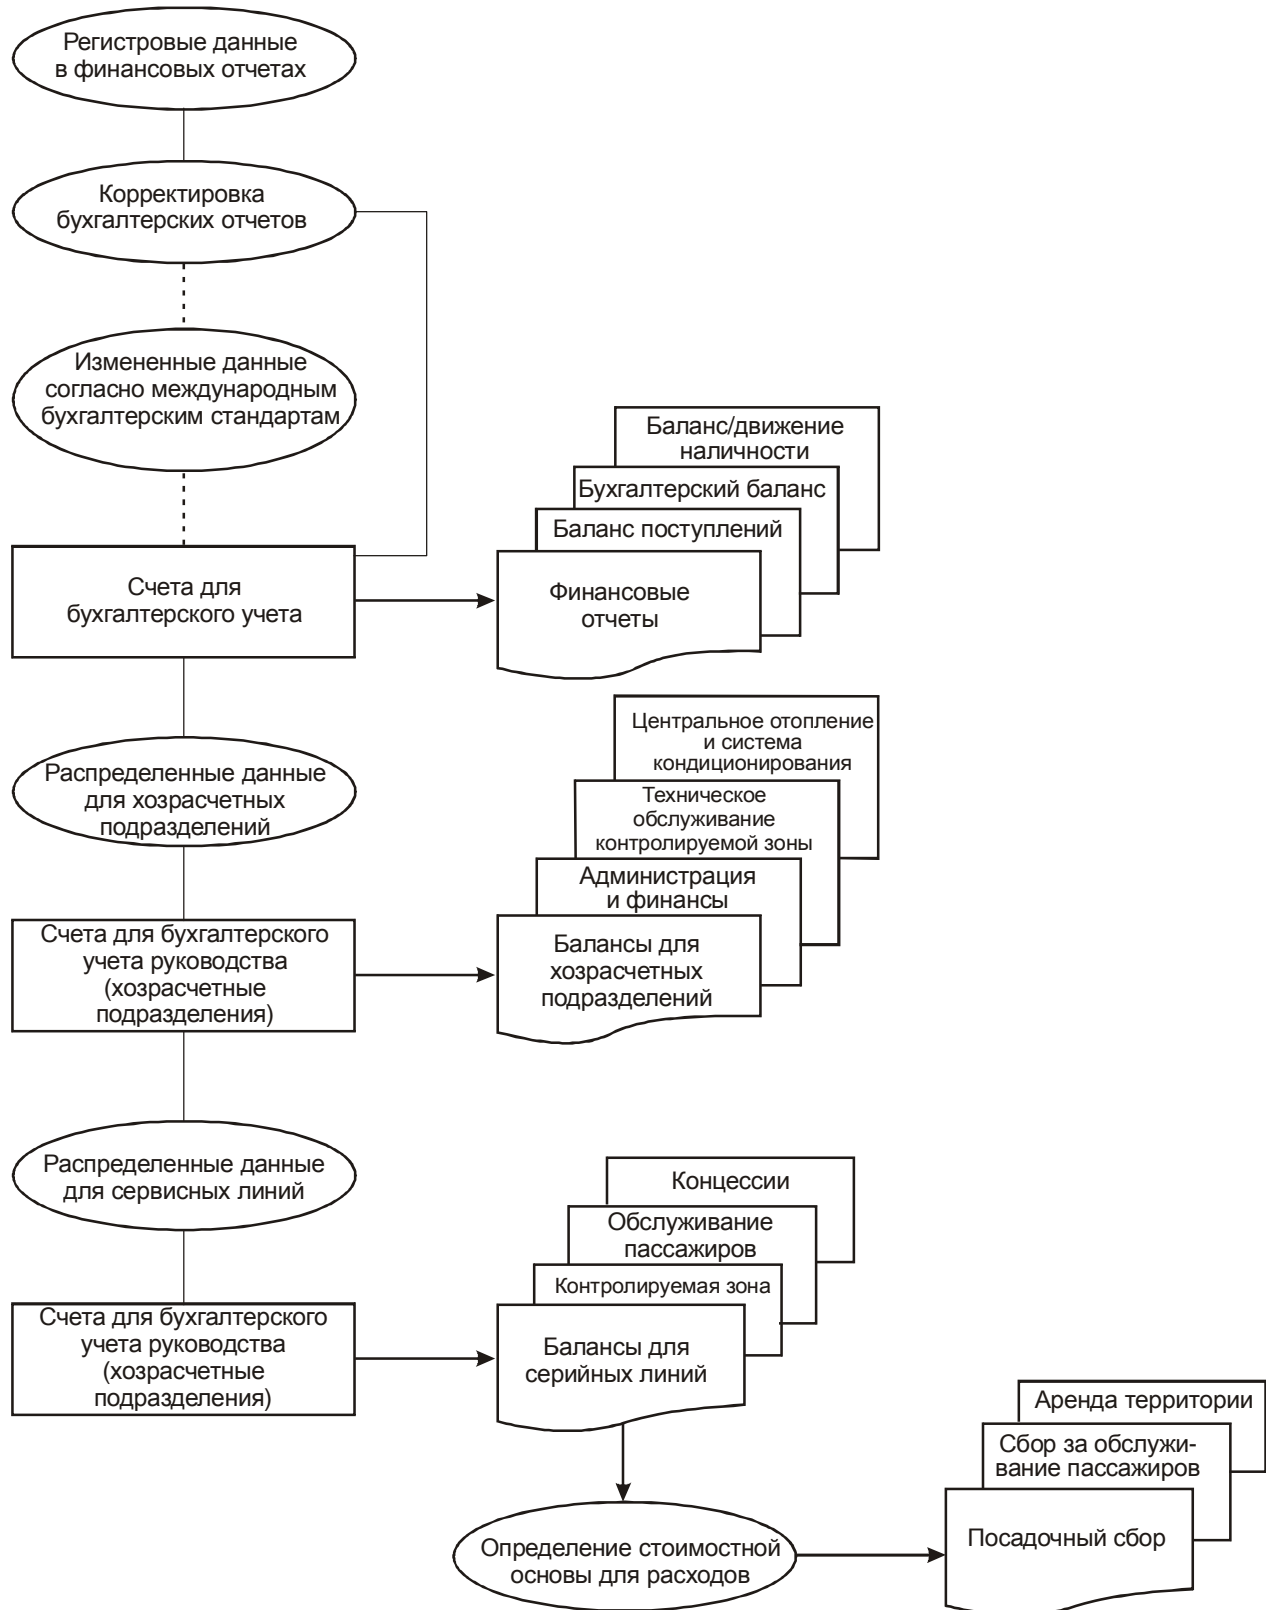 Регистровые данные
в финансовых отчетах
Корректировка
бухгалтерских отчетов
Измененные данные
согласно международным
бухгалтерским стандартам
Баланс/движение
наличности
Бухгалтерский баланс
Баланс поступлений
Счета для
бухгалтерского учета
Финансовые
отчеты
Центральное отопление
и система
кондиционирования
Распределенные данные
для хозрасчетных
подразделений
Техническое
обслуживание
контролируемой зоны
Администрация
и финансы
Счета для бухгалтерского
учета руководства
(хозрасчетные
подразделения)
Балансы для
хозрасчетных
подразделений
Распределенные данные
для сервисных линий
Концессии
Обслуживание
пассажиров
Контролируемая зона
Счета для бухгалтерского
учета руководства
(хозрасчетные
подразделения)
Балансы для
серийных линий
Аренда территории
Сбор за обслужи-
вание пассажиров
Посадочный сбор
Определение стоимостной
основы для расходов